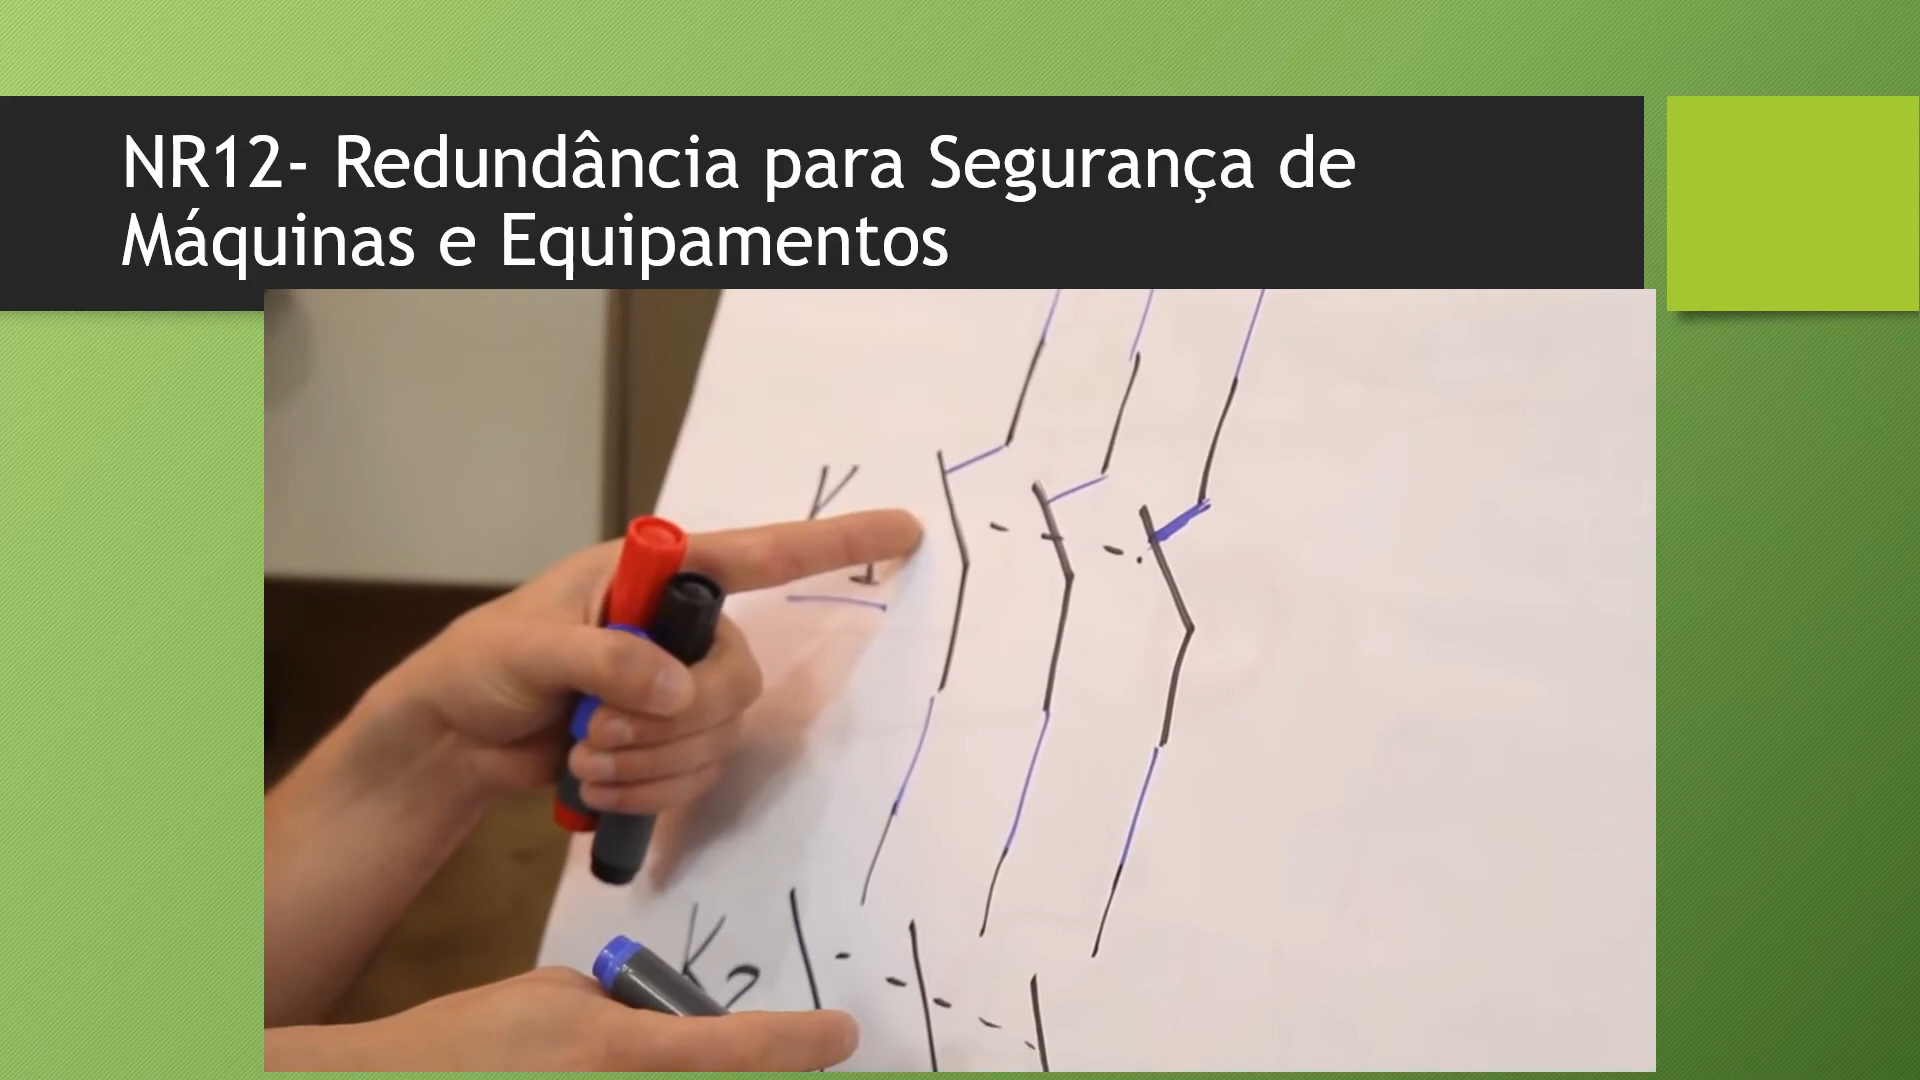 NR12- Redundância para Segurança de
Máquinas e Equipamentos
K1
K2